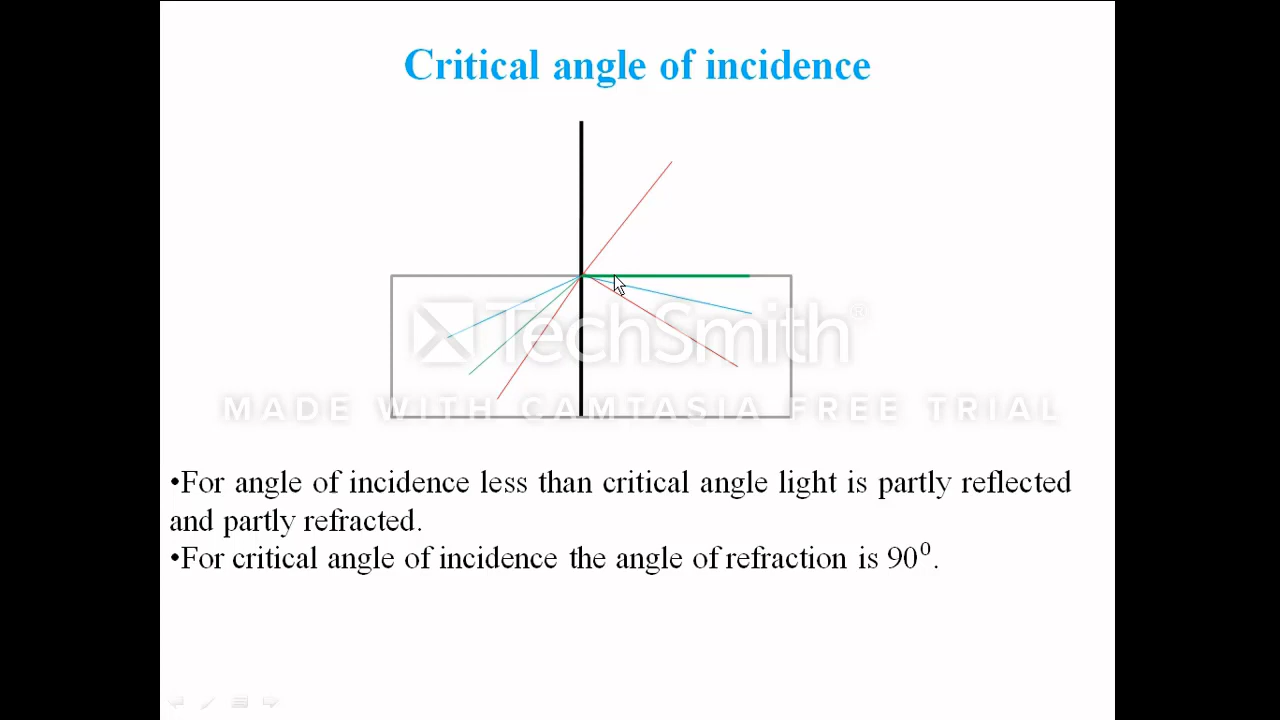 Critical angle of incidence
TechSmith®
MADE WITH CAMTASIA FREE TRIAL
•For angle of incidence less than critical angle light is partly reflected
and partly refracted.
•For critical angle of incidence the angle of refraction is 90⁰.